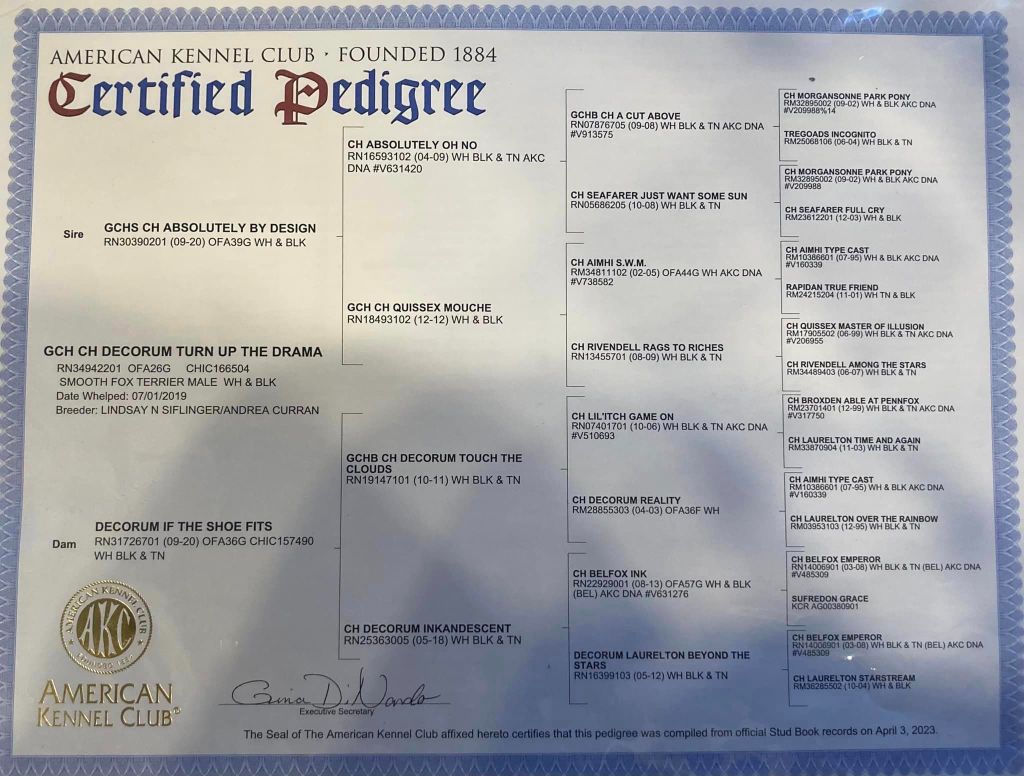 AMERICAN KENNEL CLUB · FOUNDED 1884
Certified Pedigree
Sire
GCHS CH ABSOLUTELY BY DESIGN
RN30390201 (09-20) OFA39G WH & BLK
GCH CH DECORUM TURN UP THE DRAMA
RN34942201 OFA26G CHIC166504
SMOOTH FOX TERRIER MALE WH & BLK
Date Whelped: 07/01/2019
Breeder: LINDSAY N SIFLINGER/ANDREA CURRAN
Dam
DECORUM IF THE SHOE FITS
RN31726701 (09-20) OFA36G CHIC157490
WH BLK & TN
CH ABSOLUTELY OH NO
RN16593102 (04-09) WH BLK & TN AKC
DNA #V631420
GCH CH QUISSEX MOUCHE
RN18493102 (12-12) WH & BLK
GCHB CH DECORUM TOUCH THE
CLOUDS
RN19147101 (10-11) WH BLK & TN
CH DECORUM INKANDESCENT
RN25363005 (05-18) WH BLK & TN
GCHB CH A CUT ABOVE
RN07876705 (09-08) WH BLK & TN AKC DNA
#V913575
CH SEAFARER JUST WANT SOME SUN
RN05686205 (10-08) WH BLK & TN
CH AIMHI S.W.M.
RM34811102 (02-05) OFA44G WH AKC DNA
#V738582
CH RIVENDELL RAGS TO RICHES
RN13455701 (08-09) WH BLK & TN
CH LIL'ITCH GAME ON
RN07401701 (10-06) WH BLK & TN AKC DNA
#V510693
CH DECORUM REALITY
RM28855303 (04-03) OFA36F WH
CH BELFOX INK
RN22929001 (08-13) OFA57G WH & BLK
(BEL) AKC DNA #V631276
DECORUM LAURELTON BEYOND THE
STARS
RN16399103 (05-12) WH BLK & TN
CH MORGANSONNE PARK PONY
RM32895002 (09-02) WH & BLK AKC DNA
#V209988%14
TREGOADS INCOGNITO
RM25068106 (06-04) WH BLK & TN
CH MORGANSONNE PARK PONY
RM32895002 (09-02) WH & BLK AKC DNA
#V209988
CH SEAFARER FULL CRY
RM23612201 (12-03) WH & BLK
CH AIMHI TYPE CAST
RM10386601 (07-95) WH & BLK AKC DNA
#V160339
RAPIDAN TRUE FRIEND
RM24215204 (11-01) WH TN & BLK
CH QUISSEX MASTER OF ILLUSION
RM17905502 (06-99) WH BLK & TN AKC DNA
#V206955
CH RIVENDELL AMONG THE STARS
RM34489403 (06-07) WH BLK & TN
CH BROXDEN ABLE AT PENNFOX
RM23701401 (12-99) WH BLK & TN AKC DNA
#V317750
CH LAURELTON TIME AND AGAIN
RM33870904 (11-03) WH BLK & TN
CH AIMHI TYPE CAST
RM10386601 (07-95) WH & BLK AKC DNA
#V160339
CH LAURELTON OVER THE RAINBOW
RM03953103 (12-95) WH BLK & TN
CH BELFOX EMPEROR
RN14006901 (03-08) WH BLK & TN (BEL) AKC DNA
#V485309
SUFREDON GRACE
KCR AG00380901
CH BELFOX EMPEROR
RN14006901 (03-08) WH BLK & TN (BEL) AKC DNA
#V485309
CH LAURELTON STARSTREAM
RM36285502 (10-04) WH & BLK
AMERICAN KENNEL CLUB
AKC
FOUNDED 1884
AMERICAN
KENNEL CLUB®
Gina DiNardo
Executive Secretary
The Seal of The American Kennel Club affixed hereto certifies that this pedigree was compiled from official Stud Book records on April 3, 2023.